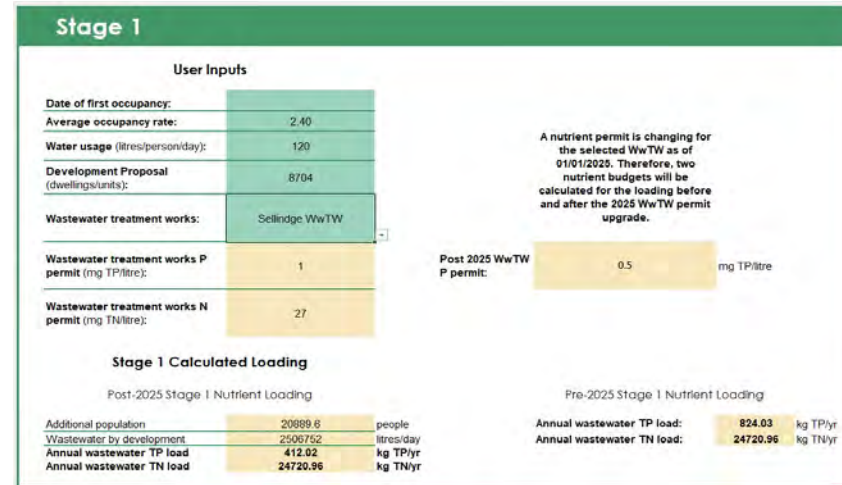 Stage 1
User Inputs
Date of first occupancy:
Average occupancy rate: 2.40
Water usage (litres/person/day): 120
Development Proposal
(dwellings/units): 8704
Wastewater treatment works: Sellindge WwTW
Wastewater treatment works P
permit (mg TP/litre): 1
Wastewater treatment works N
permit (mg TN/litre): 27
A nutrient permit is changing for
the selected WwTW as of
01/01/2025. Therefore, two
nutrient budgets will be
calculated for the loading before
and after the 2025 WwTW permit
upgrade.
Post 2025 WwTW
P permit: 0.5 mg TP/litre
Stage 1 Calculated Loading
Post-2025 Stage 1 Nutrient Loading
Additional population 20889.6 people
Wastewater by development 2506752 litres/day
Annual wastewater TP load 412.02 kg TP/yr
Annual wastewater TN load 24720.96 kg TN/yr
Pre-2025 Stage 1 Nutrient Loading
Annual wastewater TP load: 824.03 kg TP/yr
Annual wastewater TN load: 24720.96 kg TN/yr